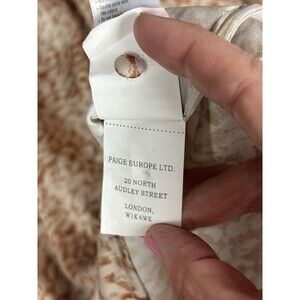 PAIGE EUROPE LTD.
20 NORTH
AUDLEY STREET
LONDON,
W1K 6WE